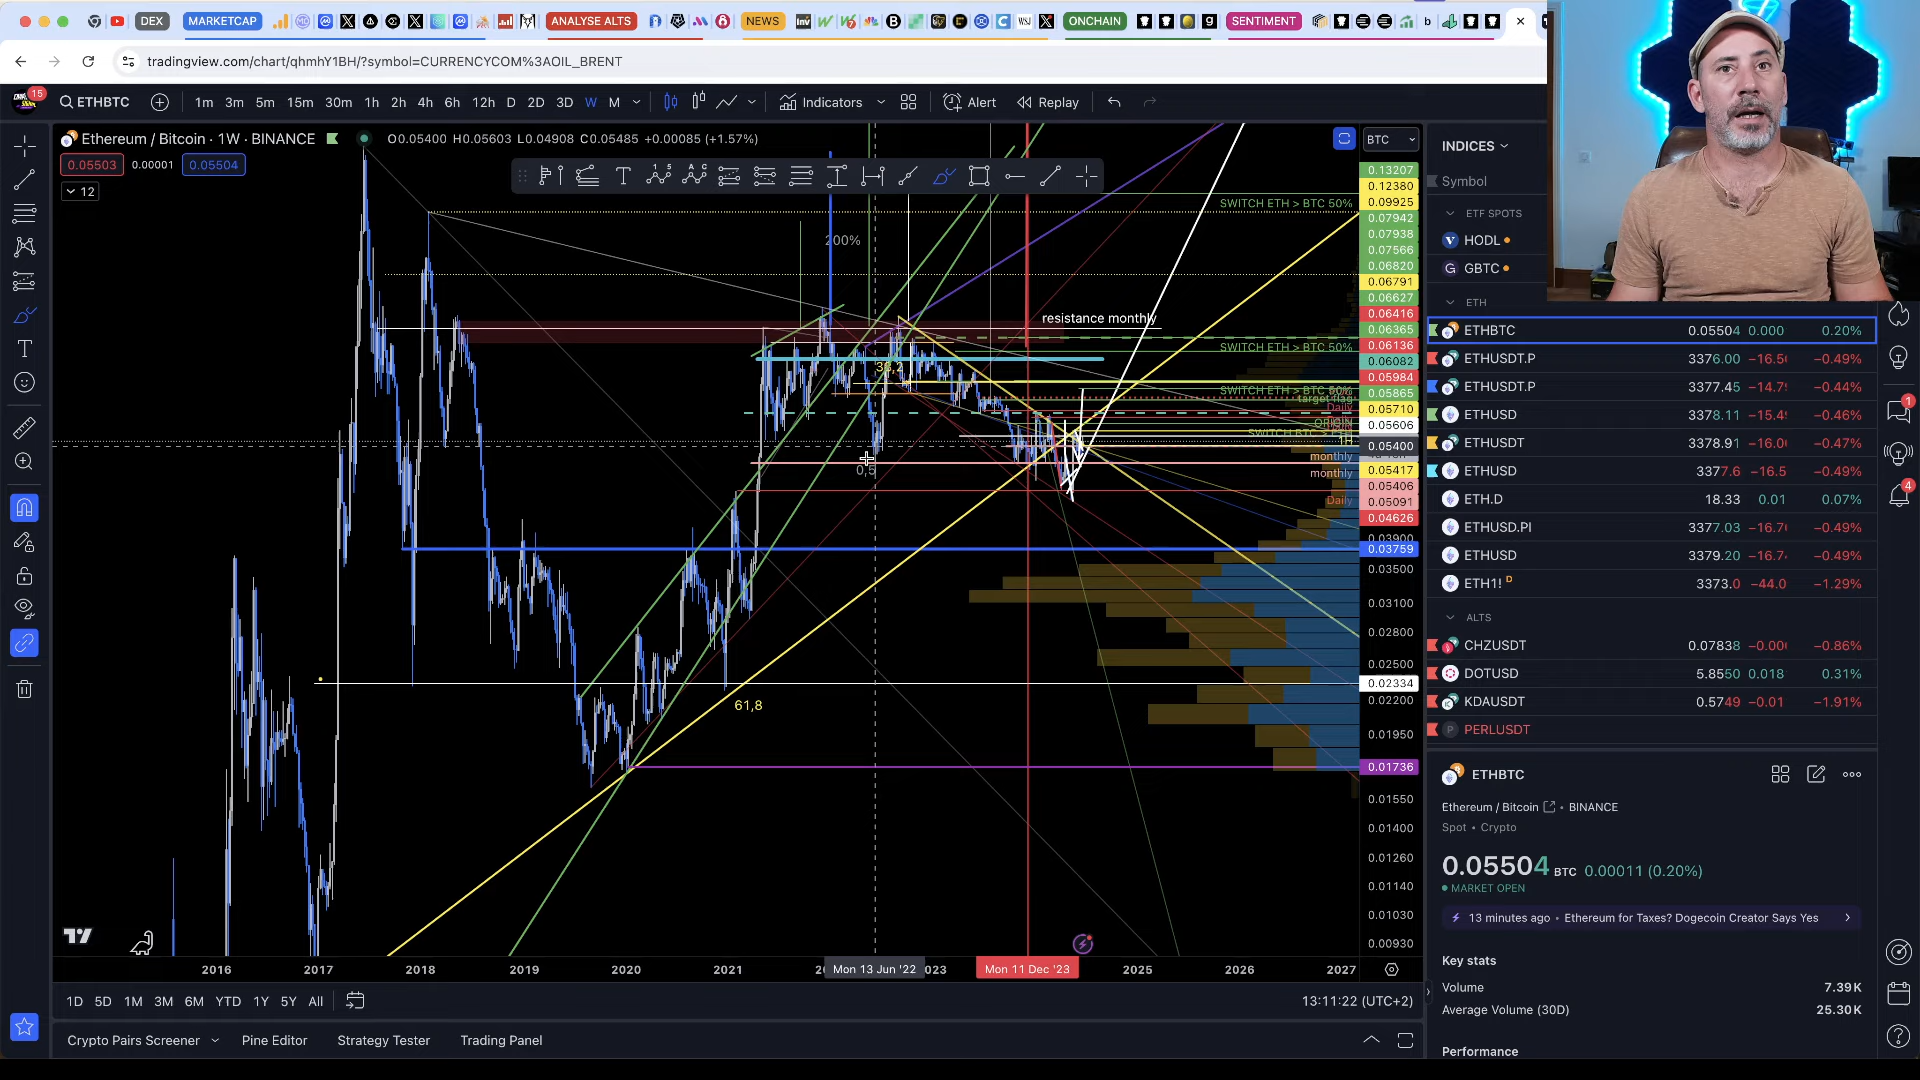 DEX MARKETCAP ANALYSE ALTS NEWS ONCHAIN SENTIMENT
tradingview.com/chart/qhmhY1BH/?symbol=CURRENCYCOM%3AOIL_BRENT
15
ETHBTC 1m 3m 5m 15m 30m 1h 2h 4h 6h 12h D 2D 3D W M Indicators Alert Replay
Ethereum / Bitcoin · 1W · BINANCE O0.05400 H0.05603 L0.04908 C0.05485 +0.00085 (+1.57%)
0.05503 0.00001 0.05504
12
BTC
SWITCH ETH > BTC 50%
200%
resistance monthly
SWITCH ETH > BTC 50%
SWITCH ETH > BTC 50%
target flag
Daily
monthly
monthly
Daily
0,5
61,8
0.13207
0.12380
0.09925
0.07942
0.07938
0.07566
0.06820
0.06791
0.06627
0.06416
0.06365
0.06136
0.06082
0.05984
0.05865
0.05710
0.05606
0.05400
0.05417
0.05406
0.05091
0.04626
0.03900
0.03759
0.03500
0.03100
0.02800
0.02500
0.02334
0.02200
0.01950
0.01736
0.01550
0.01400
0.01260
0.01140
0.01030
0.00930
2016 2017 2018 2019 2020 2021 Mon 13 Jun '22 023 Mon 11 Dec '23 2025 2026 2027
1D 5D 1M 3M 6M YTD 1Y 5Y All 13:11:22 (UTC+2)
Crypto Pairs Screener Pine Editor Strategy Tester Trading Panel
INDICES
Symbol
ETF SPOTS
HODL
GBTC
ETH
ETHBTC 0.05504 0.000 0.20%
ETHUSDT.P 3376.00 −16.5 −0.49%
ETHUSDT.P 3377.45 −14.7 −0.44%
ETHUSD 3378.11 −15.4 −0.46%
ETHUSDT 3378.91 −16.0 −0.47%
ETHUSD 3377.6 −16.5 −0.49%
ETH.D 18.33 0.01 0.07%
ETHUSD.PI 3377.03 −16.7 −0.49%
ETHUSD 3379.20 −16.7 −0.49%
ETH1! D 3373.0 −44.0 −1.29%
ALTS
CHZUSDT 0.07838 −0.00 −0.86%
DOTUSD 5.8550 0.018 0.31%
KDAUSDT 0.5749 −0.01 −1.91%
PERLUSDT
ETHBTC
Ethereum / Bitcoin • BINANCE
Spot • Crypto
0.05504 BTC 0.00011 (0.20%)
MARKET OPEN
13 minutes ago • Ethereum for Taxes? Dogecoin Creator Says Yes
Key stats
Volume 7.39K
Average Volume (30D) 25.30K
Performance
1
4